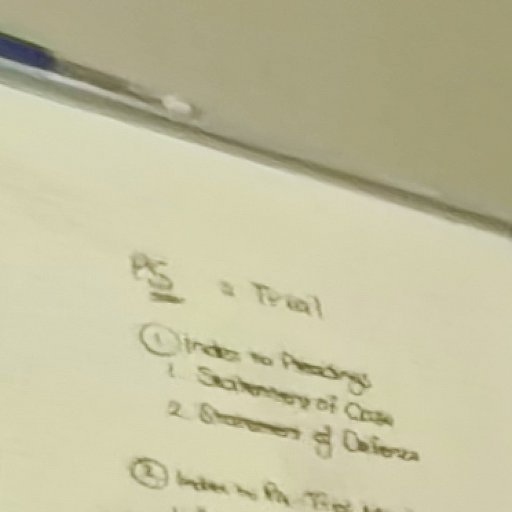 PS = Trial
① Index to Pleadings
1. Statement of Case
2. Statement of Defence
② Index to